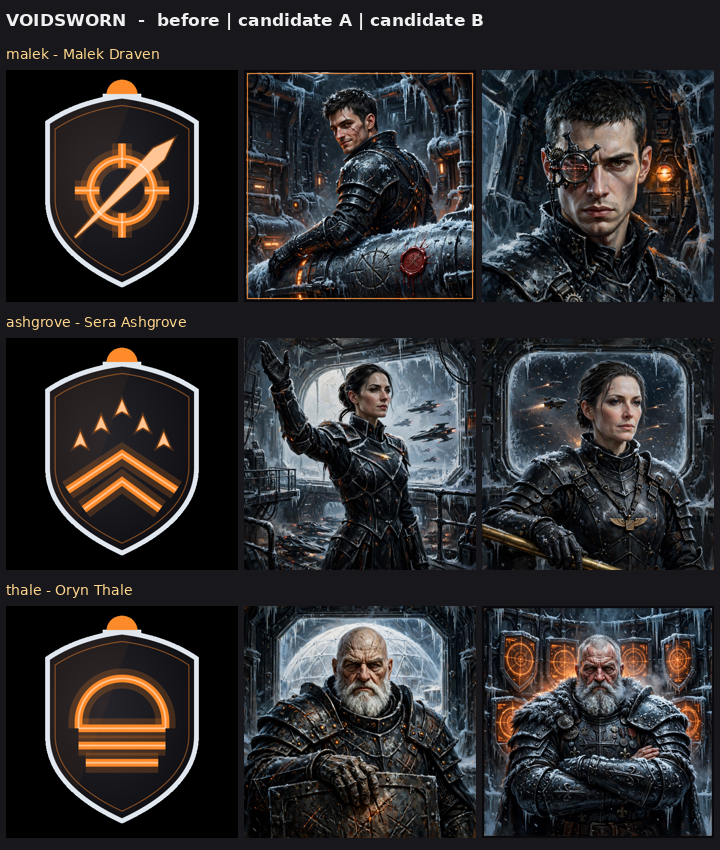 VOIDSWORN - before | candidate A | candidate B
malek - Malek Draven
ashgrove - Sera Ashgrove
thale - Oryn Thale